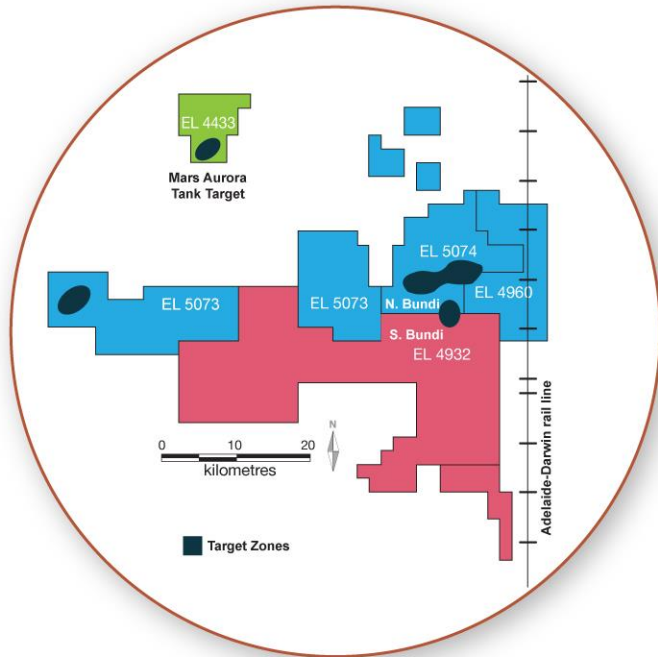 EL 4433
Mars Aurora
Tank Target
EL 5074
EL 5073
EL 5073
EL 4960
N. Bundi
S. Bundi
EL 4932
N
0 10 20
kilometres
Adelaide-Darwin rail line
Target Zones